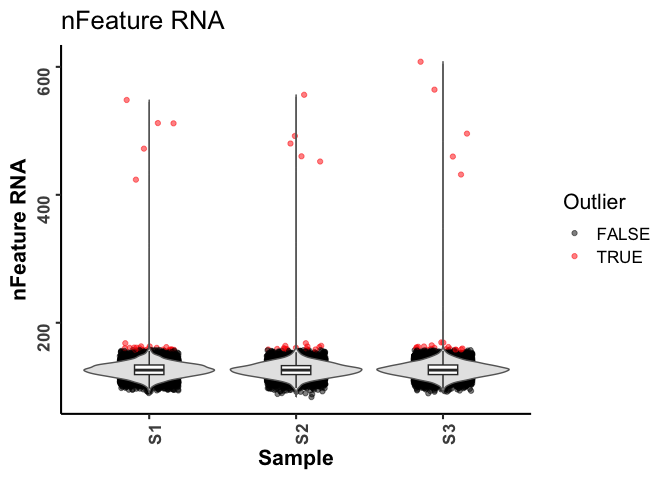 nFeature RNA
600
400
200
nFeature RNA
S1
S2
S3
Sample
Outlier
FALSE
TRUE